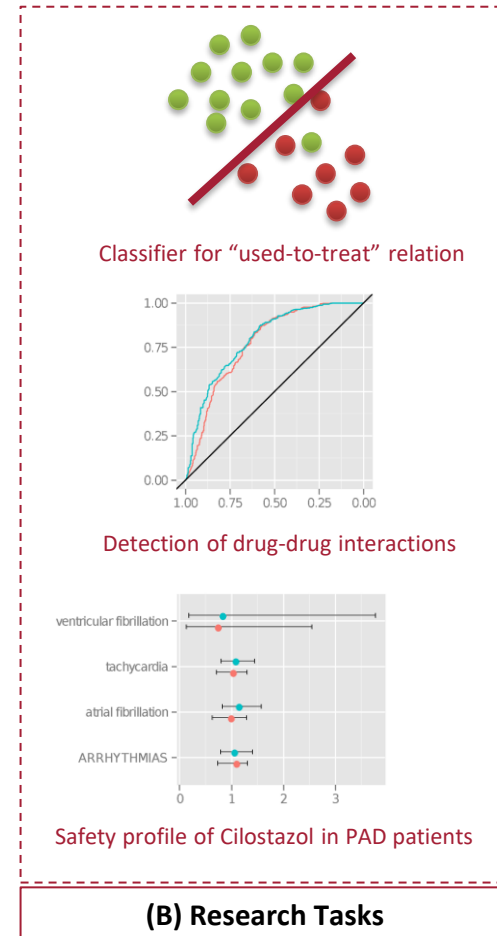 Classifier for “used-to-treat” relation
1.00
0.75
0.50
0.25
0.00
1.00 0.75 0.50 0.25 0.00
Detection of drug-drug interactions
ventricular fibrillation
tachycardia
atrial fibrillation
ARRHYTHMIAS
0 1 2 3
Safety profile of Cilostazol in PAD patients
(B) Research Tasks